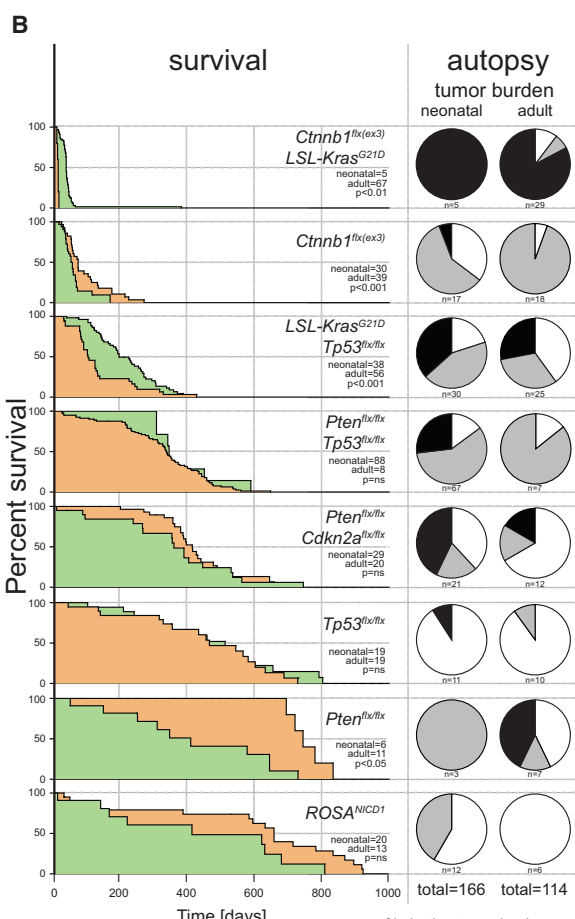 B
survival
autopsy
tumor burden
neonatal adult
Percent survival
100
50
0
Ctnnb1flx(ex3)
LSL-KrasG21D
neonatal=5
adult=67
p<0.01
n=5
n=29
100
50
0
Ctnnb1flx(ex3)
neonatal=30
adult=39
p<0.001
n=17
n=18
100
50
0
LSL-KrasG21D
Tp53flx/flx
neonatal=38
adult=56
p<0.001
n=30
n=25
100
50
0
Ptenflx/flx
Tp53flx/flx
neonatal=88
adult=8
p=ns
n=67
n=7
100
50
0
Ptenflx/flx
Cdkn2aflx/flx
neonatal=29
adult=20
p=ns
n=21
n=12
100
50
0
Tp53flx/flx
neonatal=19
adult=19
p=ns
n=11
n=10
100
50
0
Ptenflx/flx
neonatal=6
adult=11
p<0.05
n=3
n=7
100
50
0
ROSANICD1
neonatal=20
adult=13
p=ns
n=12
n=6
0 200 400 600 800 1000
total=166 total=114
Time [days]